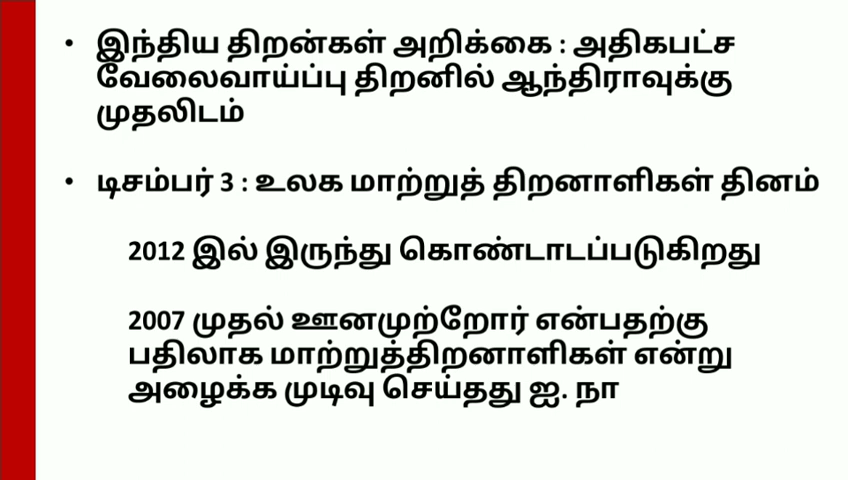 • இந்திய திறன்கள் அறிக்கை : அதிகபட்ச
வேலைவாய்ப்பு திறனில் ஆந்திராவுக்கு
முதலிடம்
• டிசம்பர் 3 : உலக மாற்றுத் திறனாளிகள் தினம்
2012 இல் இருந்து கொண்டாடப்படுகிறது
2007 முதல் ஊனமுற்றோர் என்பதற்கு
பதிலாக மாற்றுத்திறனாளிகள் என்று
அழைக்க முடிவு செய்தது ஐ. நா